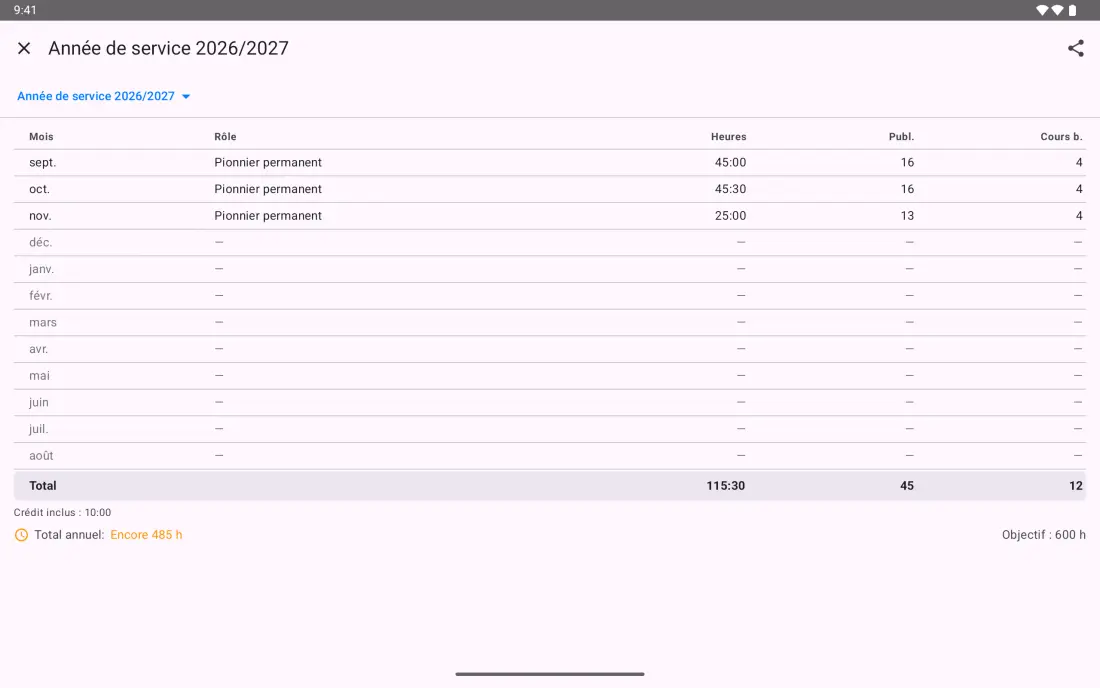 9:41
Année de service 2026/2027
Année de service 2026/2027
Mois Rôle Heures Publ. Cours b.
sept. Pionnier permanent 45:00 16 4
oct. Pionnier permanent 45:30 16 4
nov. Pionnier permanent 25:00 13 4
déc. — — — —
janv. — — — —
févr. — — — —
mars — — — —
avr. — — — —
mai — — — —
juin — — — —
juil. — — — —
août — — — —
Total 115:30 45 12
Crédit inclus : 10:00
Total annuel: Encore 485 h Objectif : 600 h